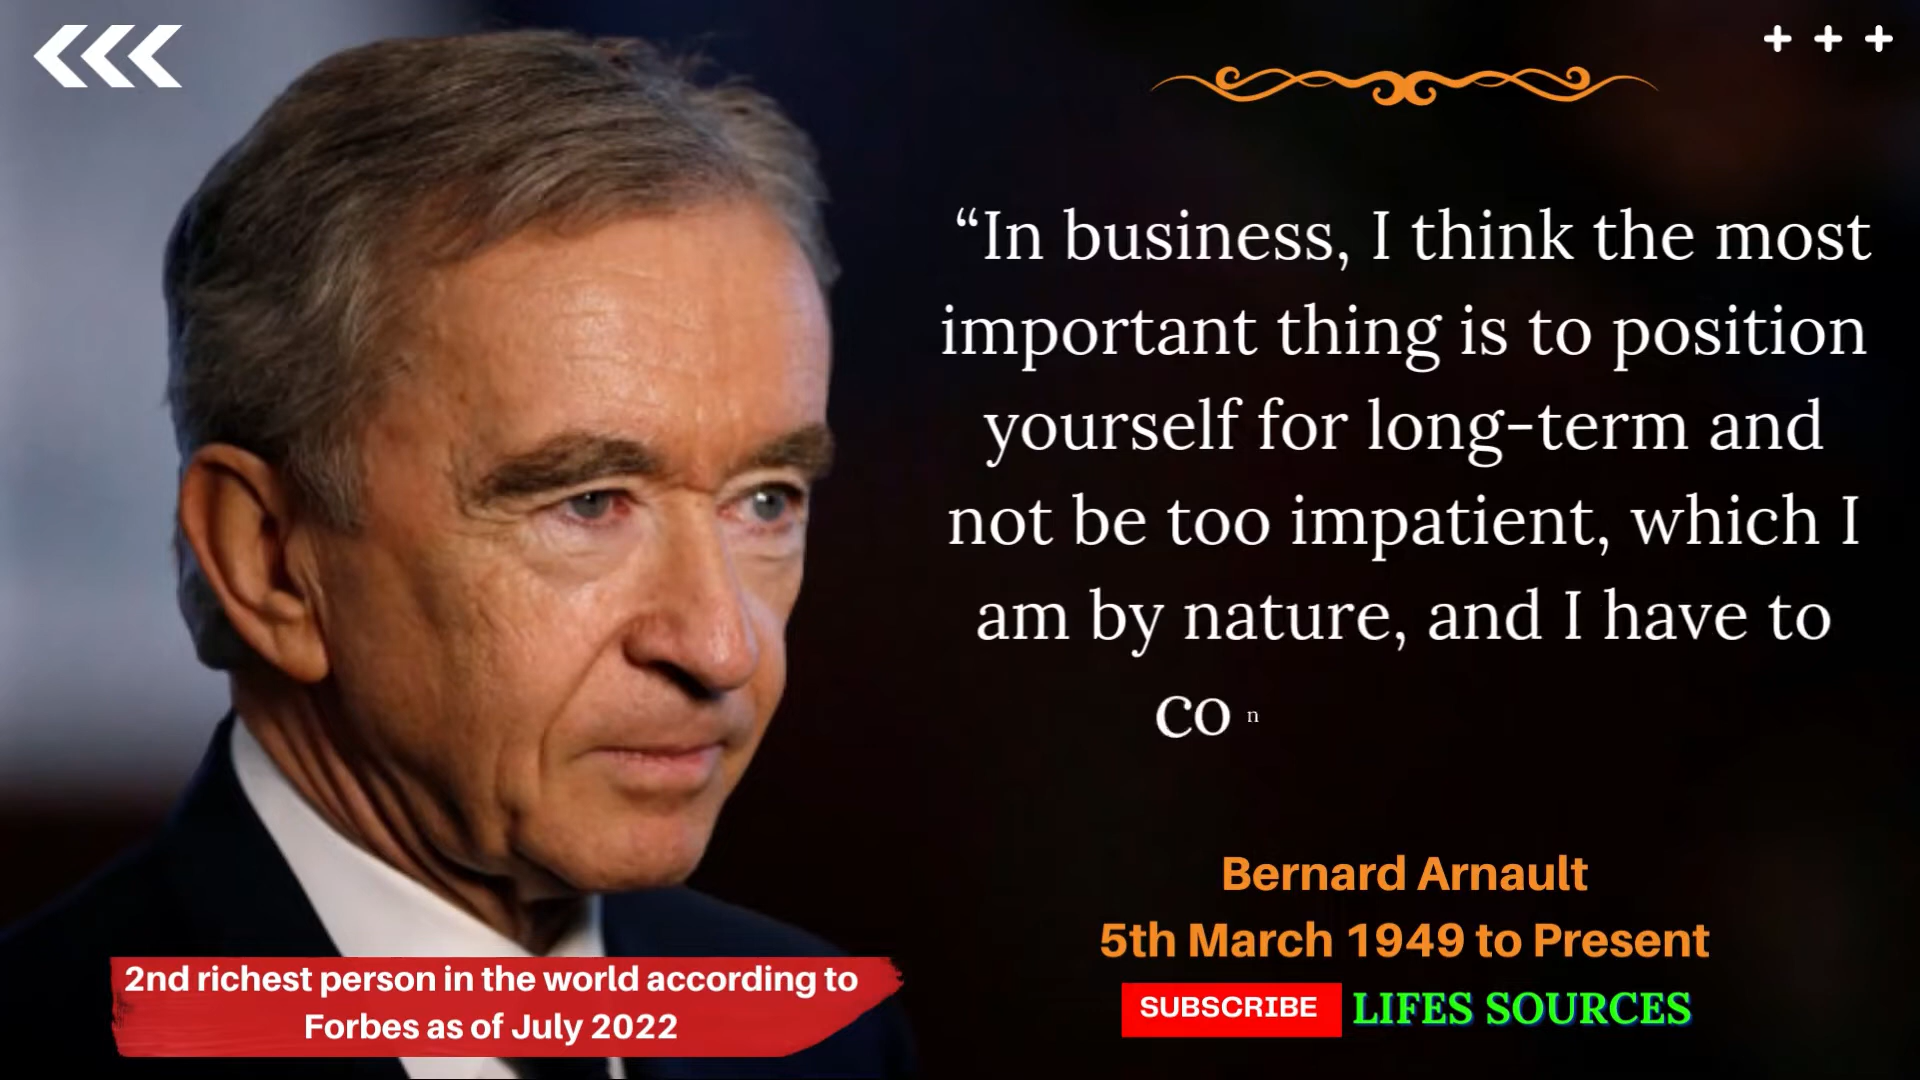 “In business, I think the most
important thing is to position
yourself for long-term and
not be too impatient, which I
am by nature, and I have to
con
Bernard Arnault
5th March 1949 to Present
SUBSCRIBE LIFES SOURCES
2nd richest person in the world according to
Forbes as of July 2022